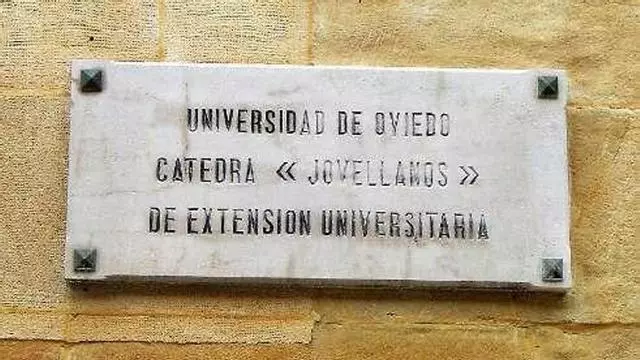 UNIVERSIDAD DE OVIEDO
CATEDRA « JOVELLANOS »
DE EXTENSION UNIVERSITARIA